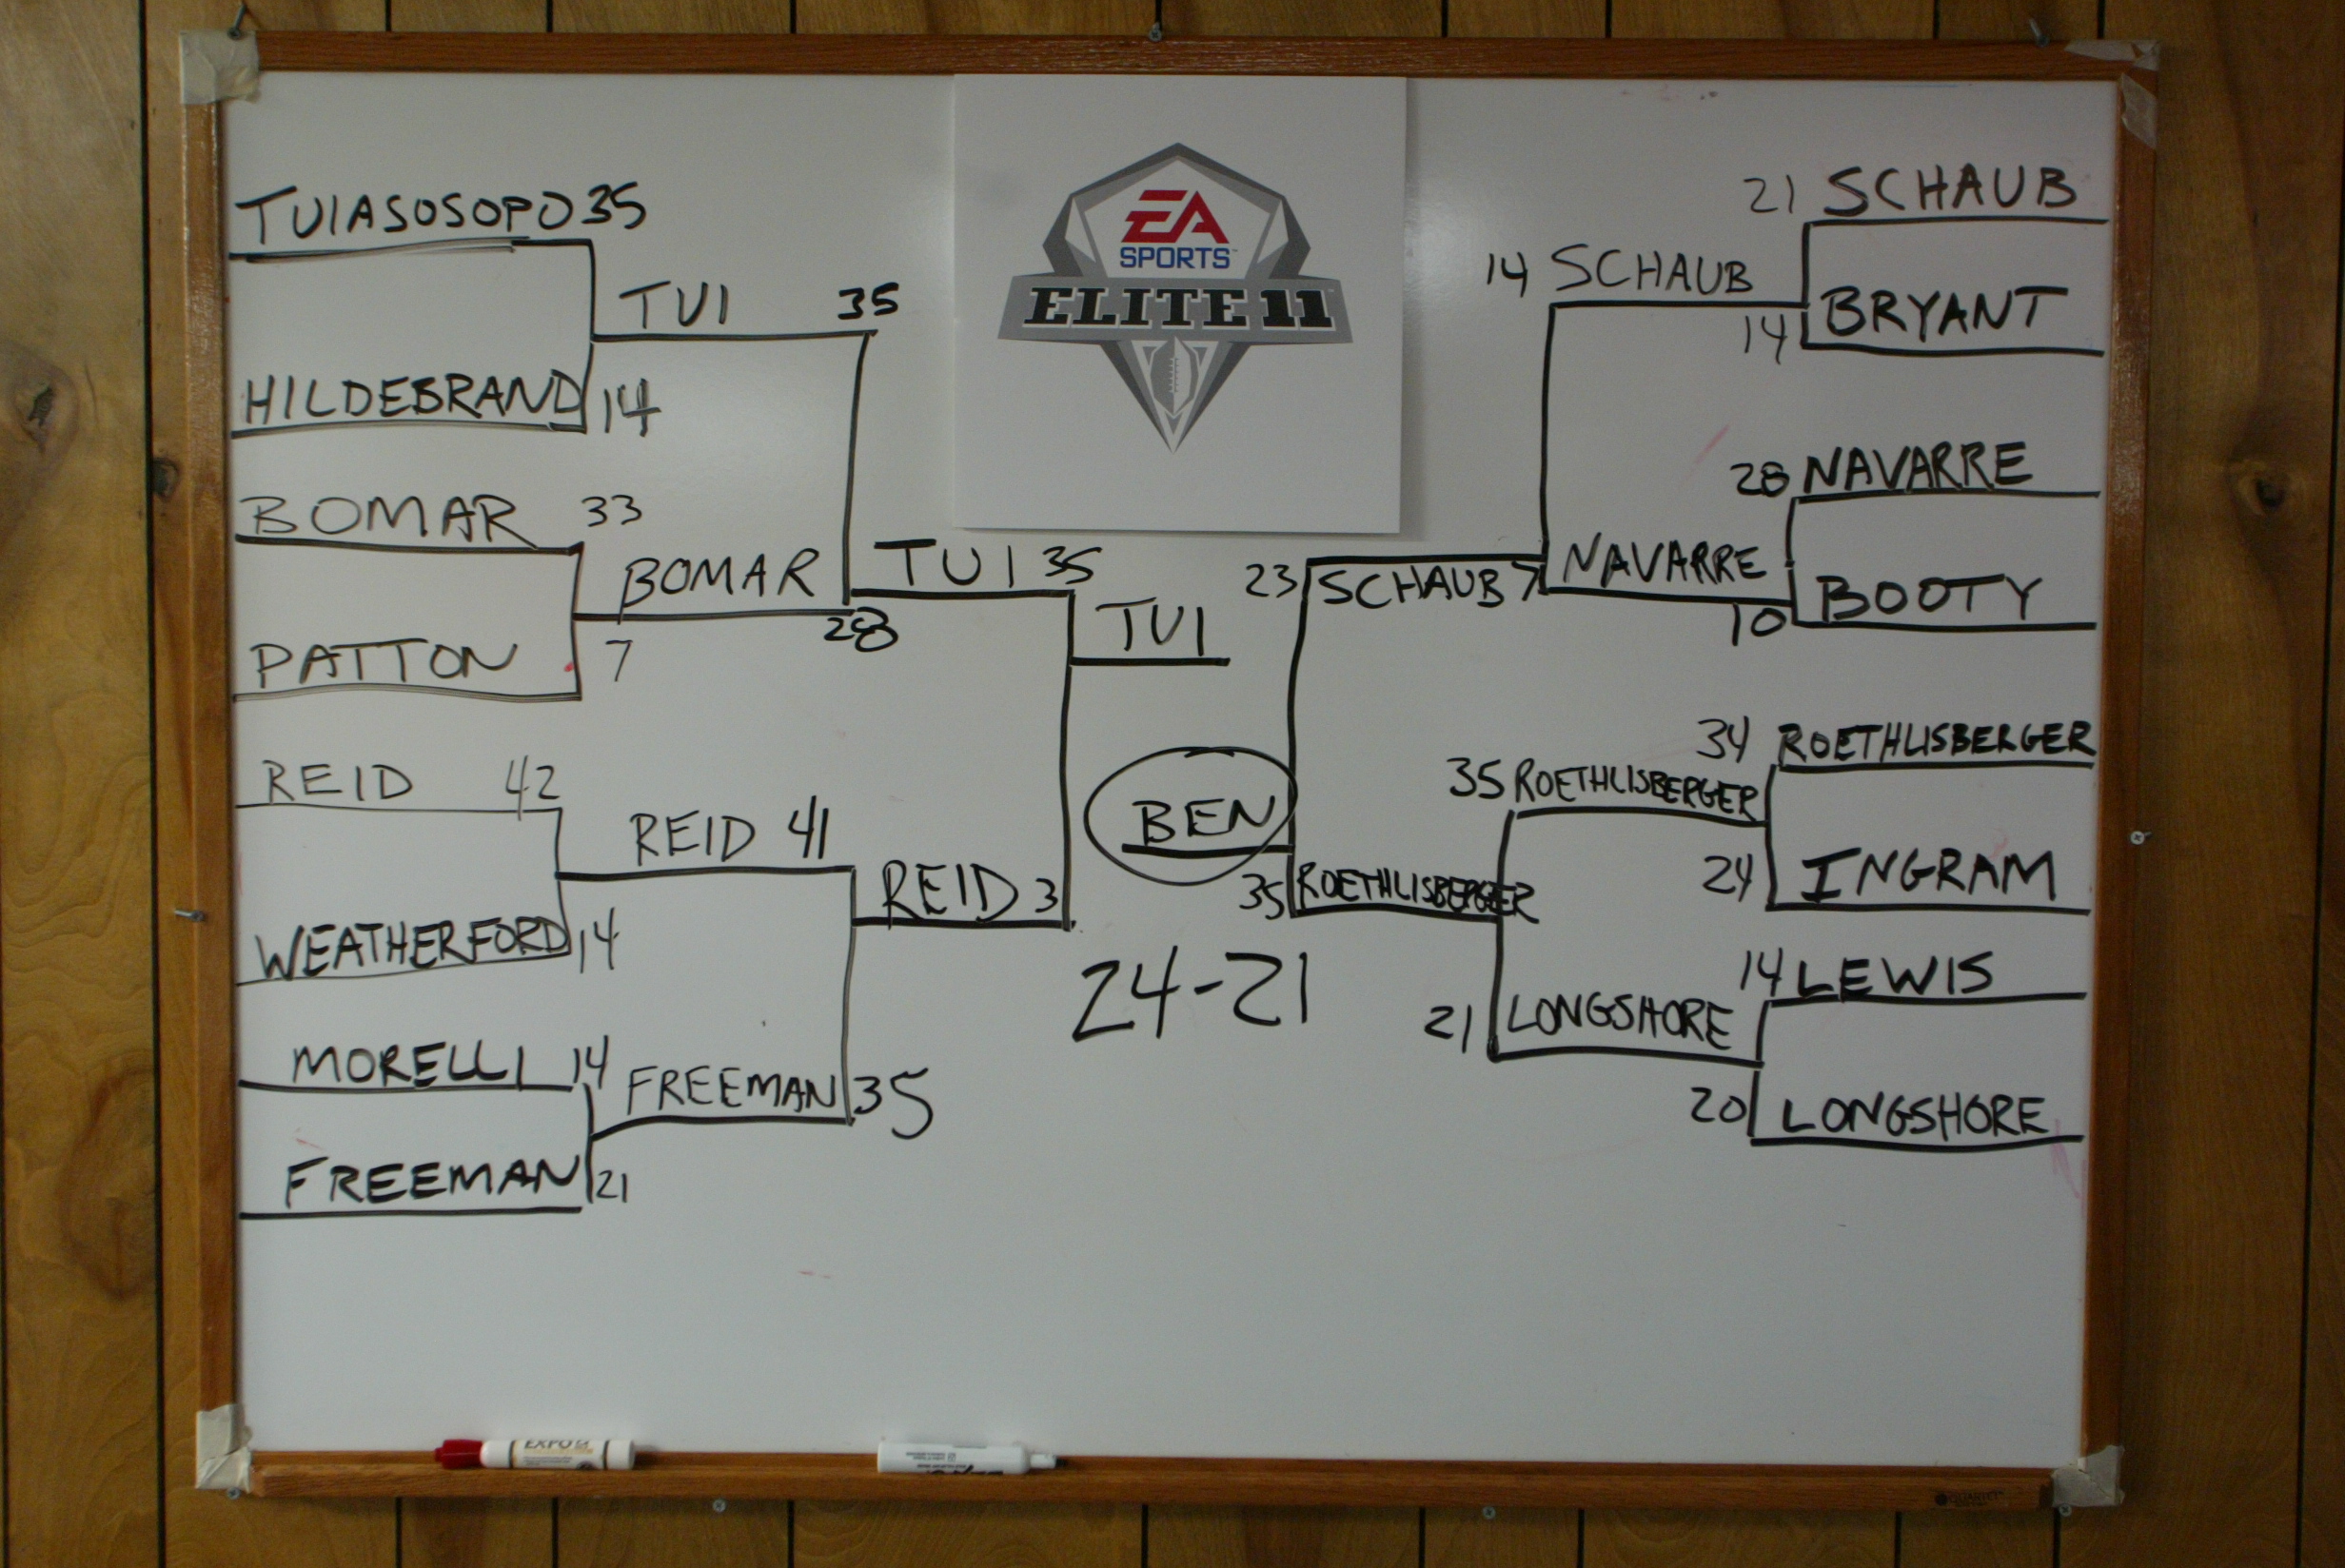 EA
SPORTS™
ELITE 11
TUIASOSOPO 35
HILDEBRAND 14
BOMAR 33
PATTON 7
REID 42
WEATHERFORD 14
MORELLI 14
FREEMAN 21
TUI 35
BOMAR 28
REID 41
FREEMAN 35
TUI 35
REID 3
TUI
BEN
24-21
23 SCHAUB
35 ROETHLISBERGER
14 SCHAUB
7 NAVARRE
35 ROETHLISBERGER
21 LONGSHORE
21 SCHAUB
14 BRYANT
28 NAVARRE
10 BOOTY
34 ROETHLISBERGER
24 INGRAM
14 LEWIS
20 LONGSHORE
EXPO